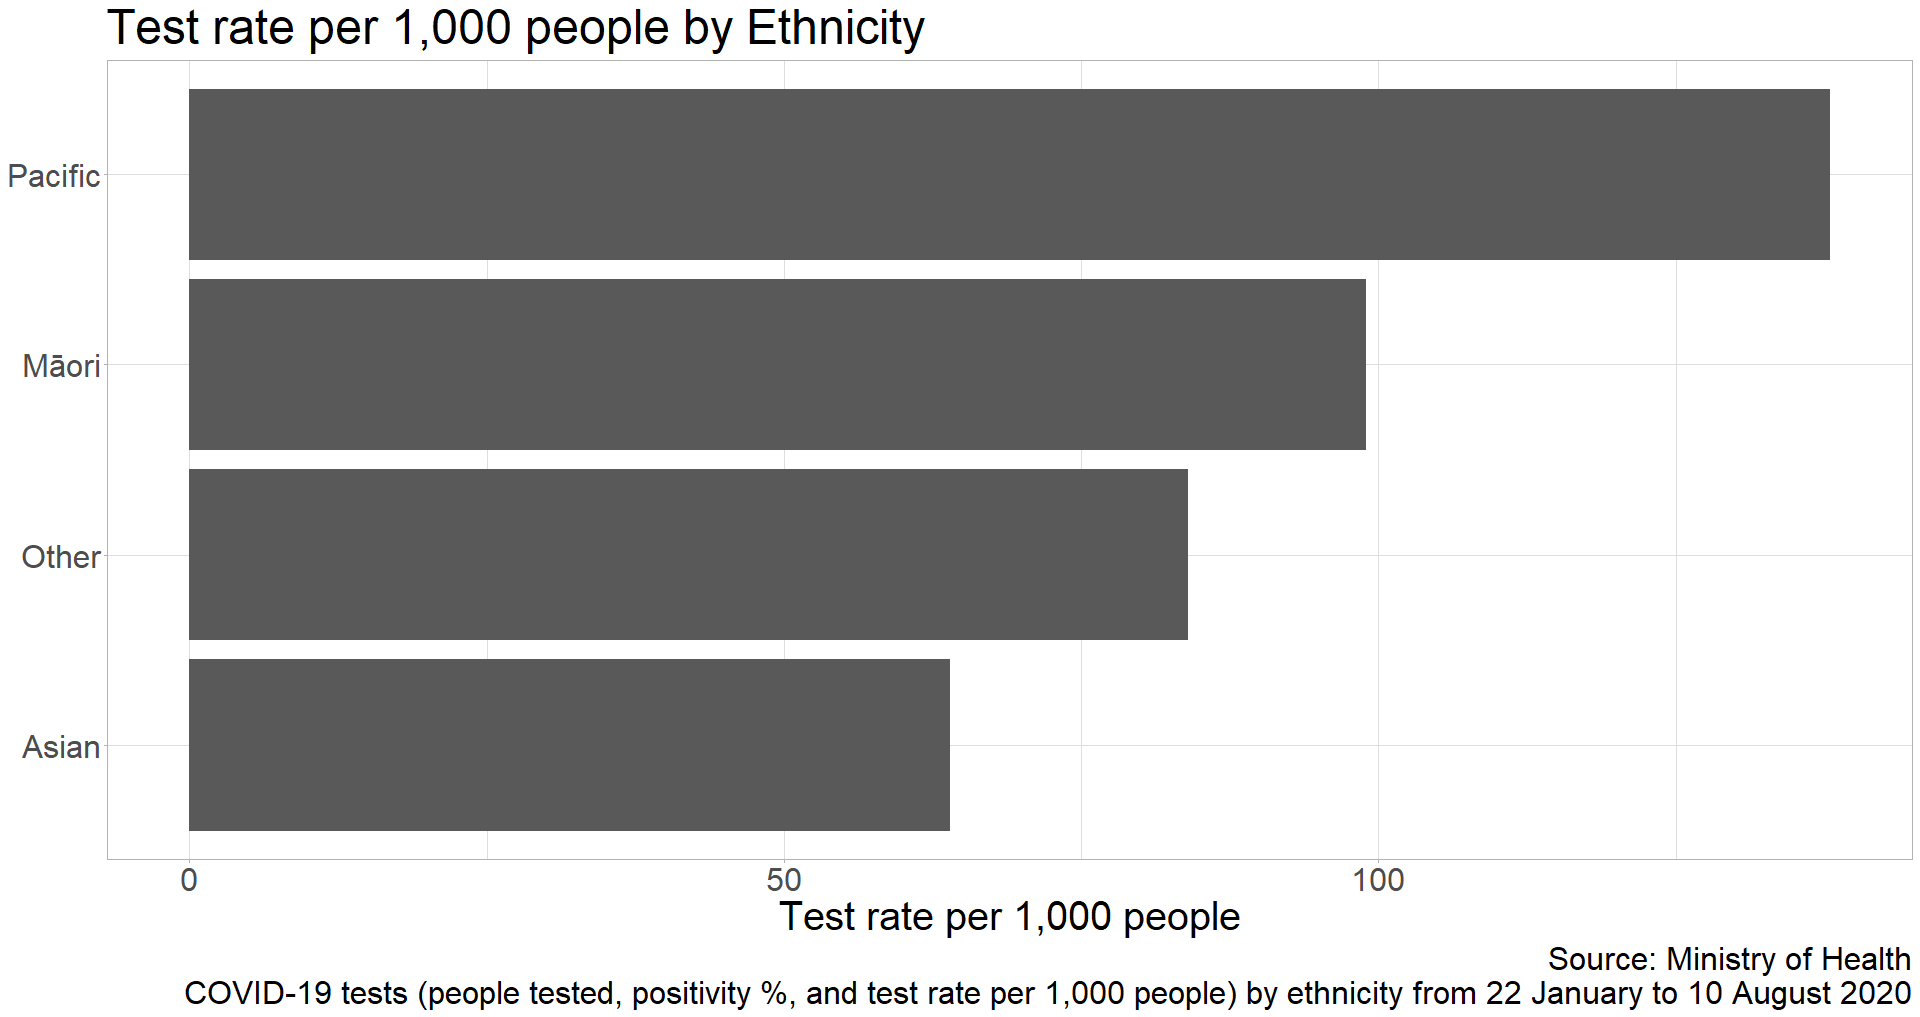 Test rate per 1,000 people by Ethnicity
Pacific
Māori
Other
Asian
0
50
100
Test rate per 1,000 people
Source: Ministry of Health
COVID-19 tests (people tested, positivity %, and test rate per 1,000 people) by ethnicity from 22 January to 10 August 2020